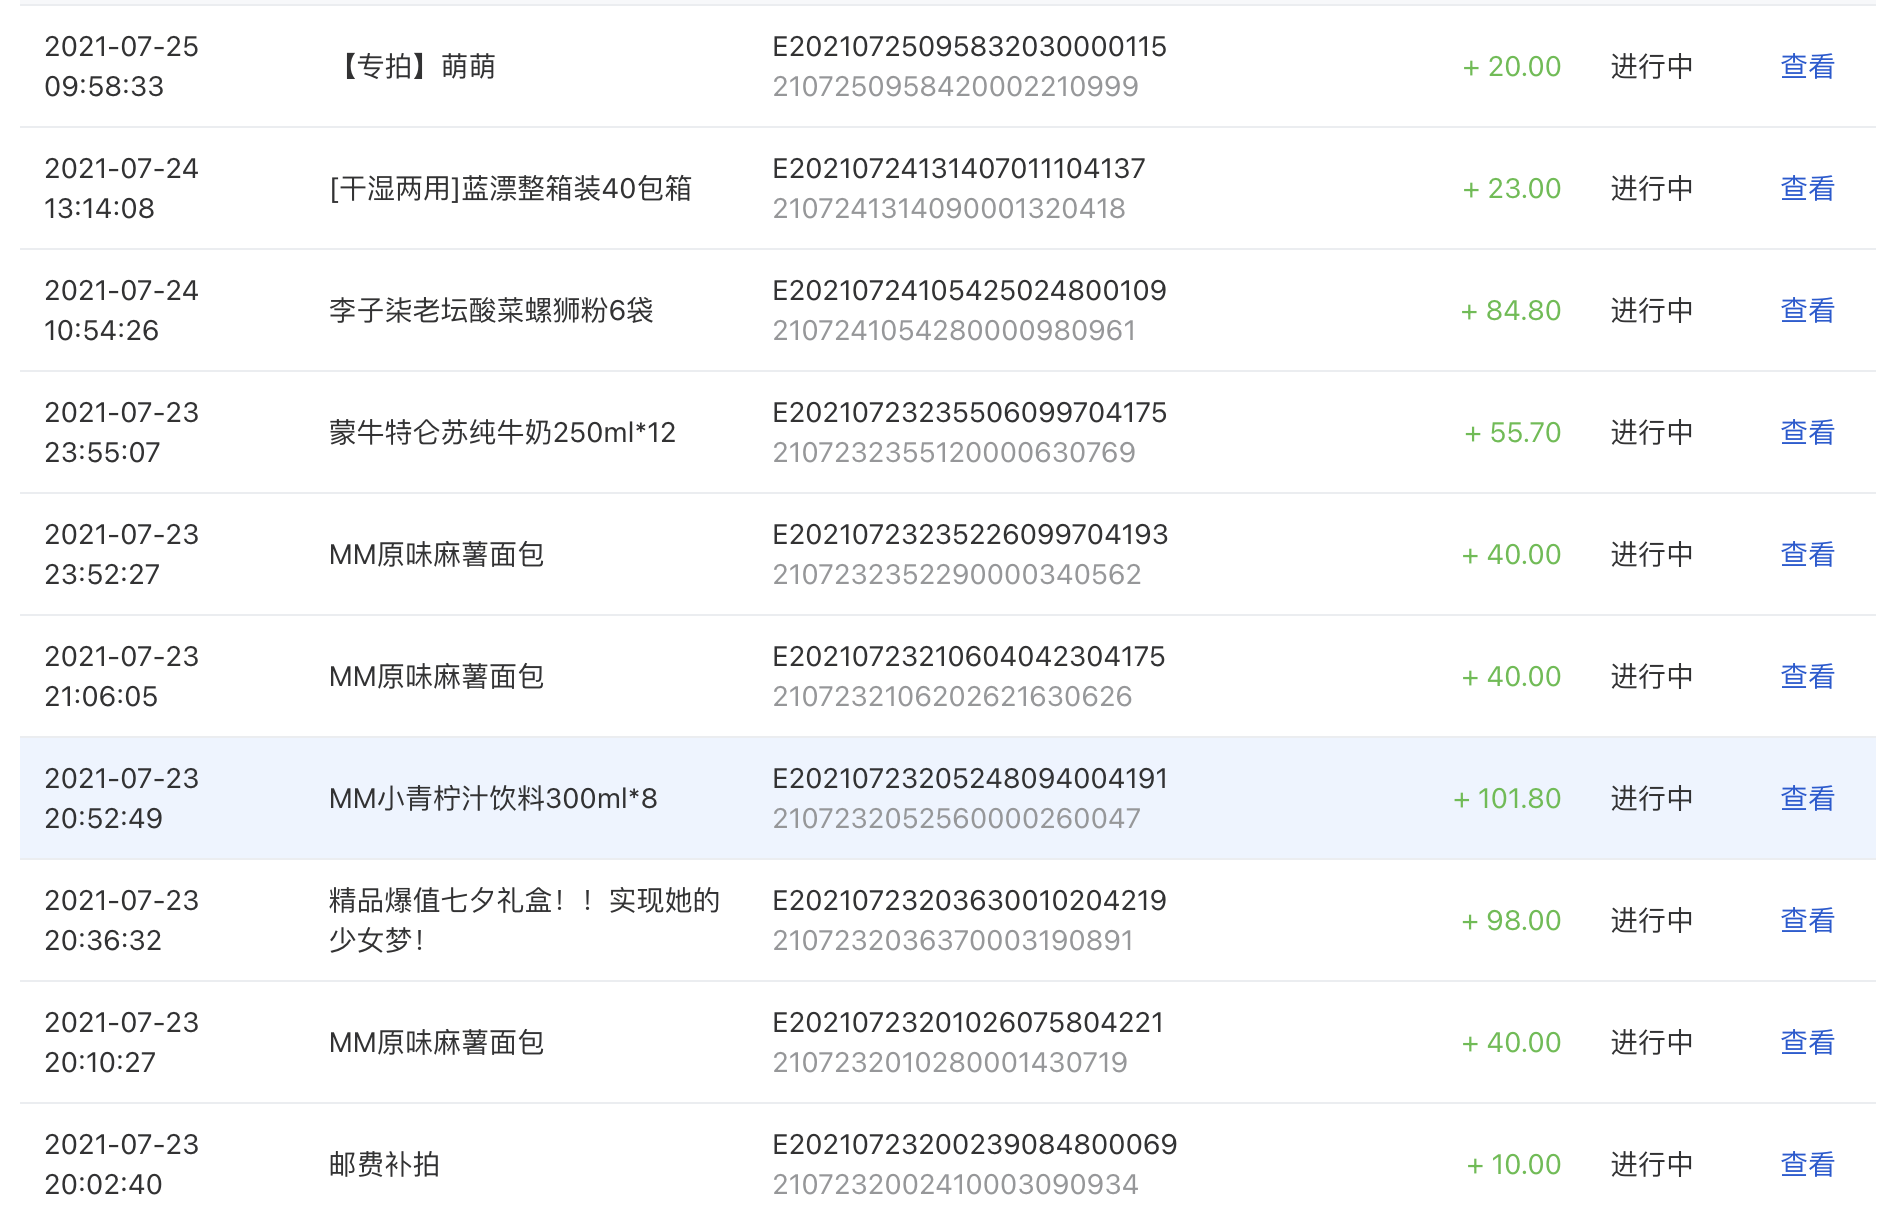 2021-07-25
09:58:33
【专拍】萌萌
E20210725095832030000115
2107250958420002210999
+ 20.00
进行中
查看
2021-07-24
13:14:08
[干湿两用]蓝漂整箱装40包箱
E20210724131407011104137
2107241314090001320418
+ 23.00
进行中
查看
2021-07-24
10:54:26
李子柒老坛酸菜螺狮粉6袋
E20210724105425024800109
2107241054280000980961
+ 84.80
进行中
查看
2021-07-23
23:55:07
蒙牛特仑苏纯牛奶250ml*12
E20210723235506099704175
2107232355120000630769
+ 55.70
进行中
查看
2021-07-23
23:52:27
MM原味麻薯面包
E20210723235226099704193
2107232352290000340562
+ 40.00
进行中
查看
2021-07-23
21:06:05
MM原味麻薯面包
E20210723210604042304175
2107232106202621630626
+ 40.00
进行中
查看
2021-07-23
20:52:49
MM小青柠汁饮料300ml*8
E20210723205248094004191
2107232052560000260047
+ 101.80
进行中
查看
2021-07-23
20:36:32
精品爆值七夕礼盒！！实现她的
少女梦！
E20210723203630010204219
2107232036370003190891
+ 98.00
进行中
查看
2021-07-23
20:10:27
MM原味麻薯面包
E20210723201026075804221
2107232010280001430719
+ 40.00
进行中
查看
2021-07-23
20:02:40
邮费补拍
E20210723200239084800069
2107232002410003090934
+ 10.00
进行中
查看